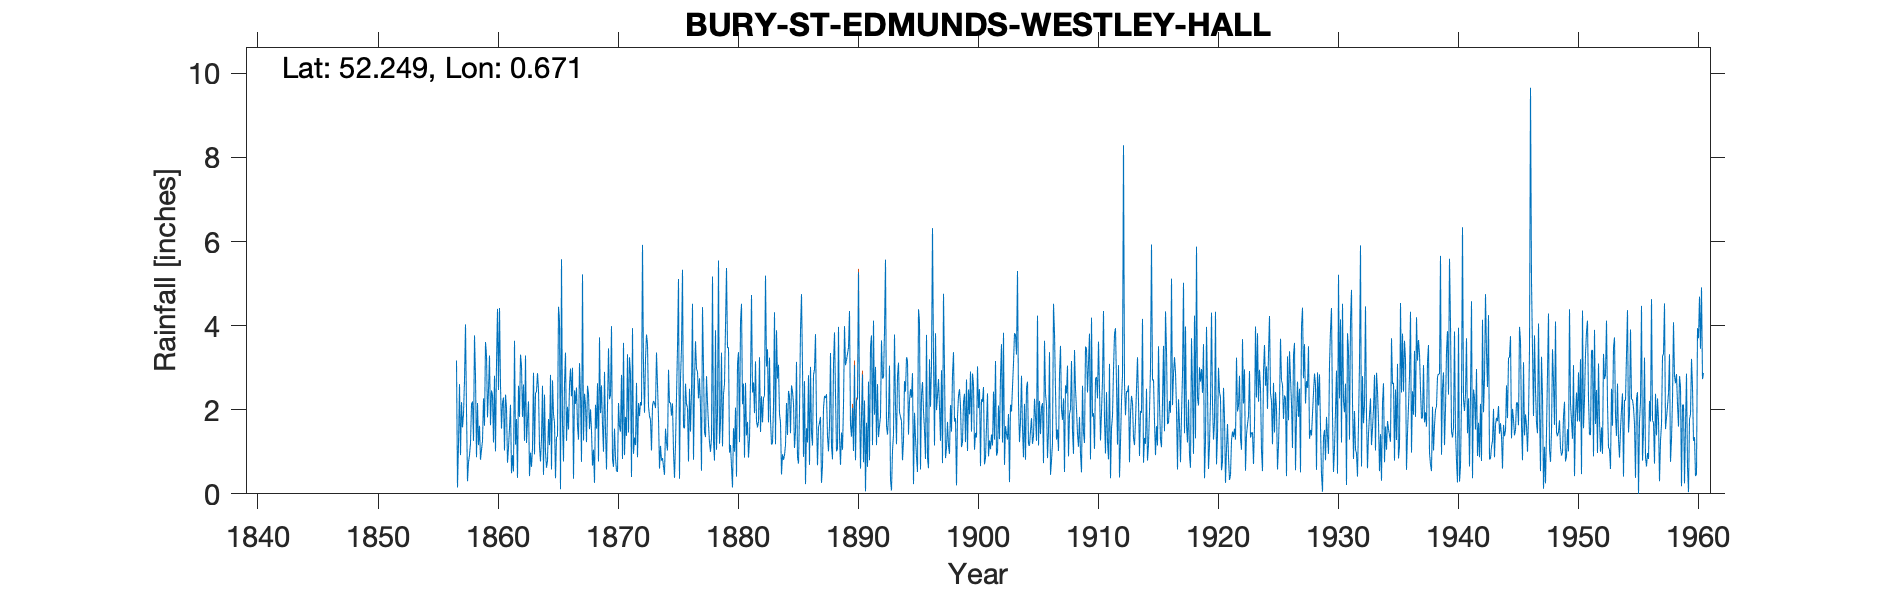 BURY-ST-EDMUNDS-WESTLEY-HALL
Lat: 52.249, Lon: 0.671
10
8
6
4
2
0
Rainfall [inches]
1840 1850 1860 1870 1880 1890 1900 1910 1920 1930 1940 1950 1960
Year